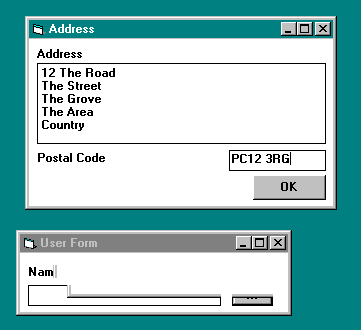 Address
Address
12 The Road
The Street
The Grove
The Area
Country
Postal Code
PC12 3RG
OK
User Form
Nam
...